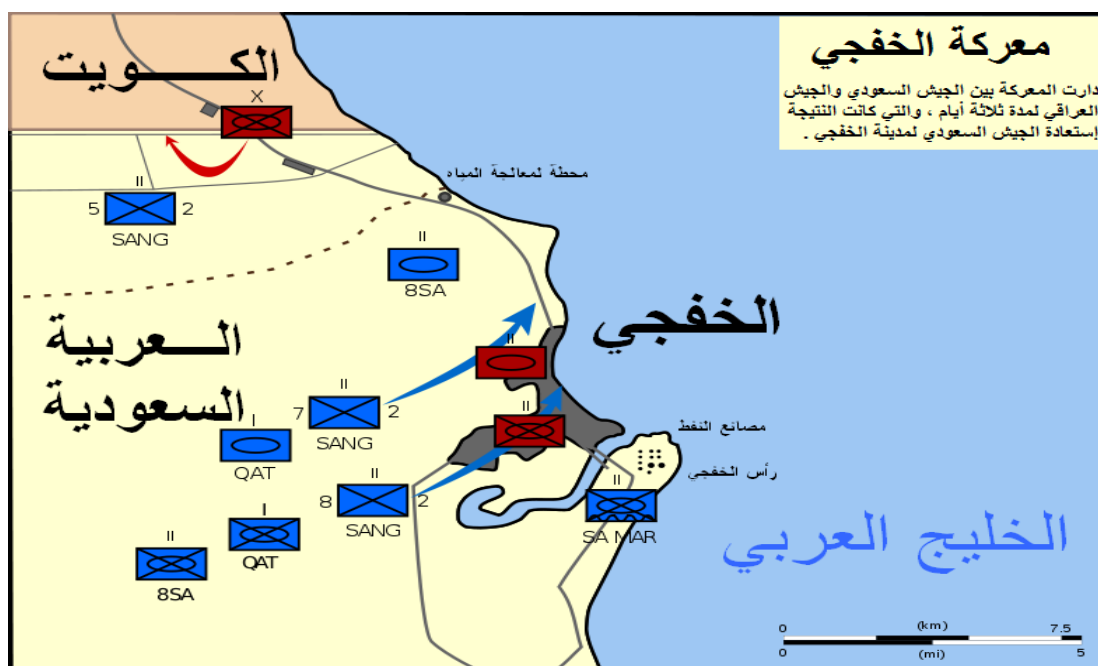 معركة الخفجي
دارت المعركة بين الجيش السعودي والجيش
العراقي لمدة ثلاثة أيام ، والتي كانت النتيجة
إستعادة الجيش السعودي لمدينة الخفجي .
الكويت
X
محطة لمعالجة المياه
II
5 2
SANG
II
8SA
الخفجي
العربية
السعودية
II
II
7 2
SANG
I
QAT
II
مصانع النفط
رأس الخفجي
II
8 2
SANG
II
SA MAR
I
QAT
II
8SA
الخليج العربي
0 (km) 7.5
0 (mi) 5